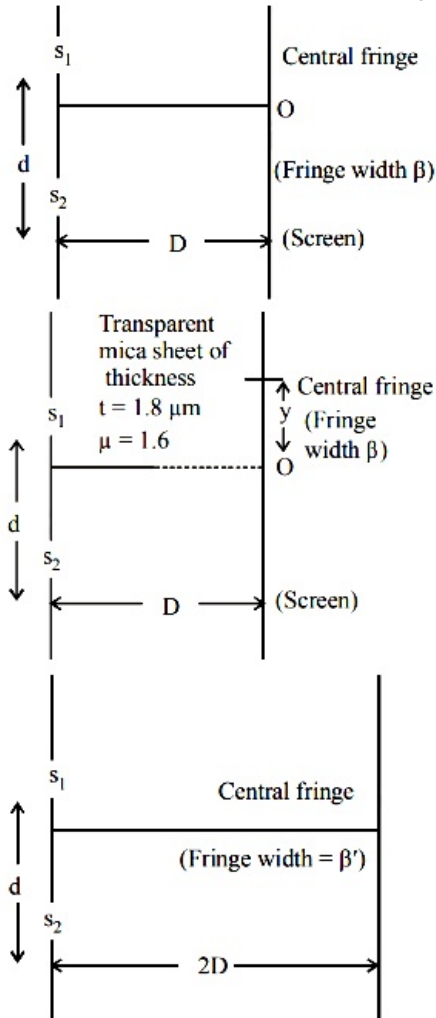 s₁
Central fringe
O
d
(Fringe width β)
s₂
D
(Screen)
Transparent
mica sheet of
thickness
t = 1.8 μm
μ = 1.6
s₁
Central fringe
y
(Fringe
width β)
O
d
s₂
D
(Screen)
s₁
Central fringe
(Fringe width = β′)
d
s₂
2D